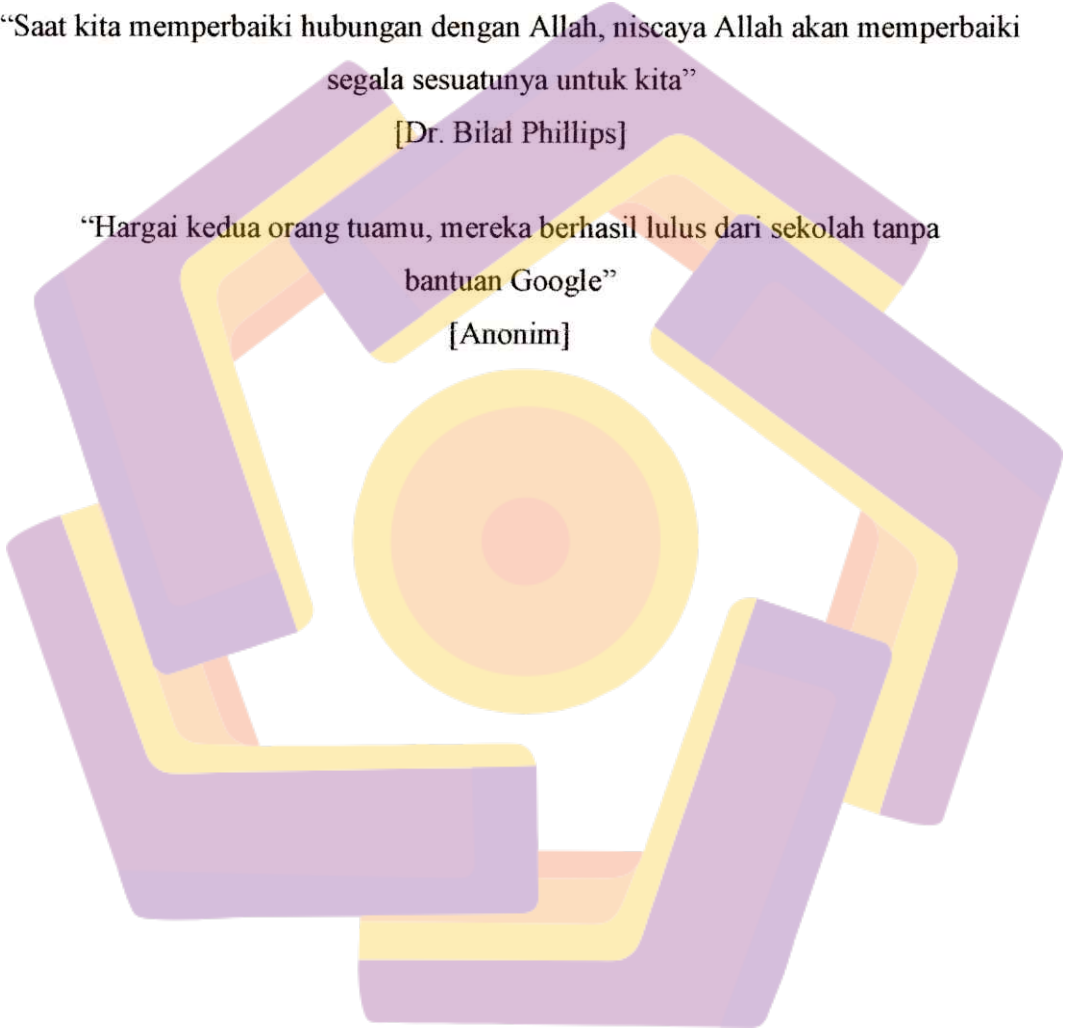 “Saat kita memperbaiki hubungan dengan Allah, niscaya Allah akan memperbaiki
segala sesuatunya untuk kita”
[Dr. Bilal Phillips]
“Hargai kedua orang tuamu, mereka berhasil lulus dari sekolah tanpa
bantuan Google”
[Anonim]